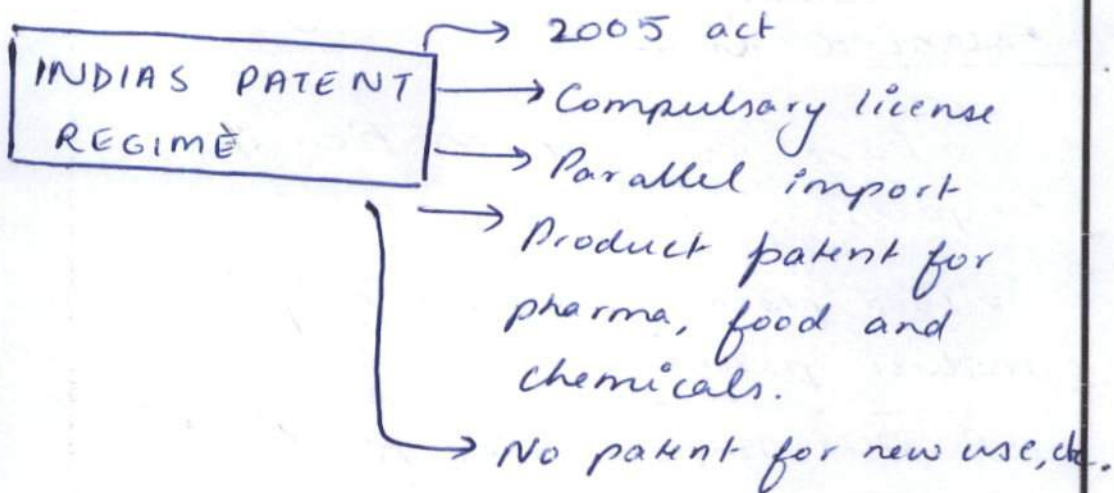 INDIAS PATENT
REGIMÈ
→ 2005 act
→ Compulsary license
→ Parallel import
→ Product patent for
pharma, food and
chemicals.
→ No patent for new use, etc.